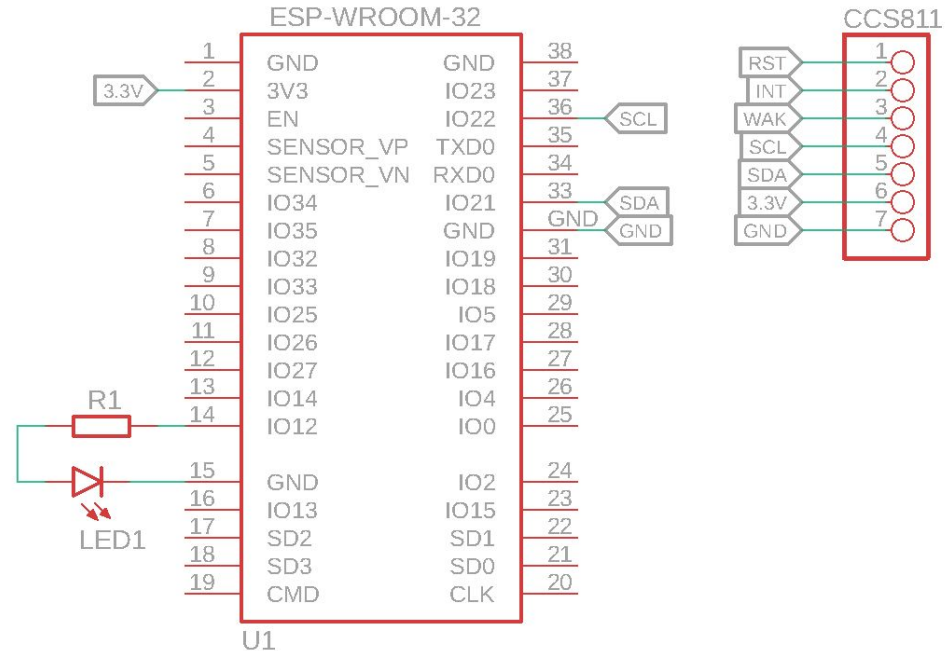 ESP-WROOM-32
CCS811
1 GND GND 38
3.3V 2 3V3 IO23 37
3 EN IO22 36 SCL
4 SENSOR_VP TXD0 35
5 SENSOR_VN RXD0 34
6 IO34 IO21 33 SDA
7 IO35 GND GND GND
8 IO32 IO19 31
9 IO33 IO18 30
10 IO25 IO5 29
11 IO26 IO17 28
12 IO27 IO16 27
13 IO14 IO4 26
R1
14 IO12 IO0 25
15 GND IO2 24
16 IO13 IO15 23
LED1
17 SD2 SD1 22
18 SD3 SD0 21
19 CMD CLK 20
U1
RST 1
INT 2
WAK 3
SCL 4
SDA 5
3.3V 6
GND 7